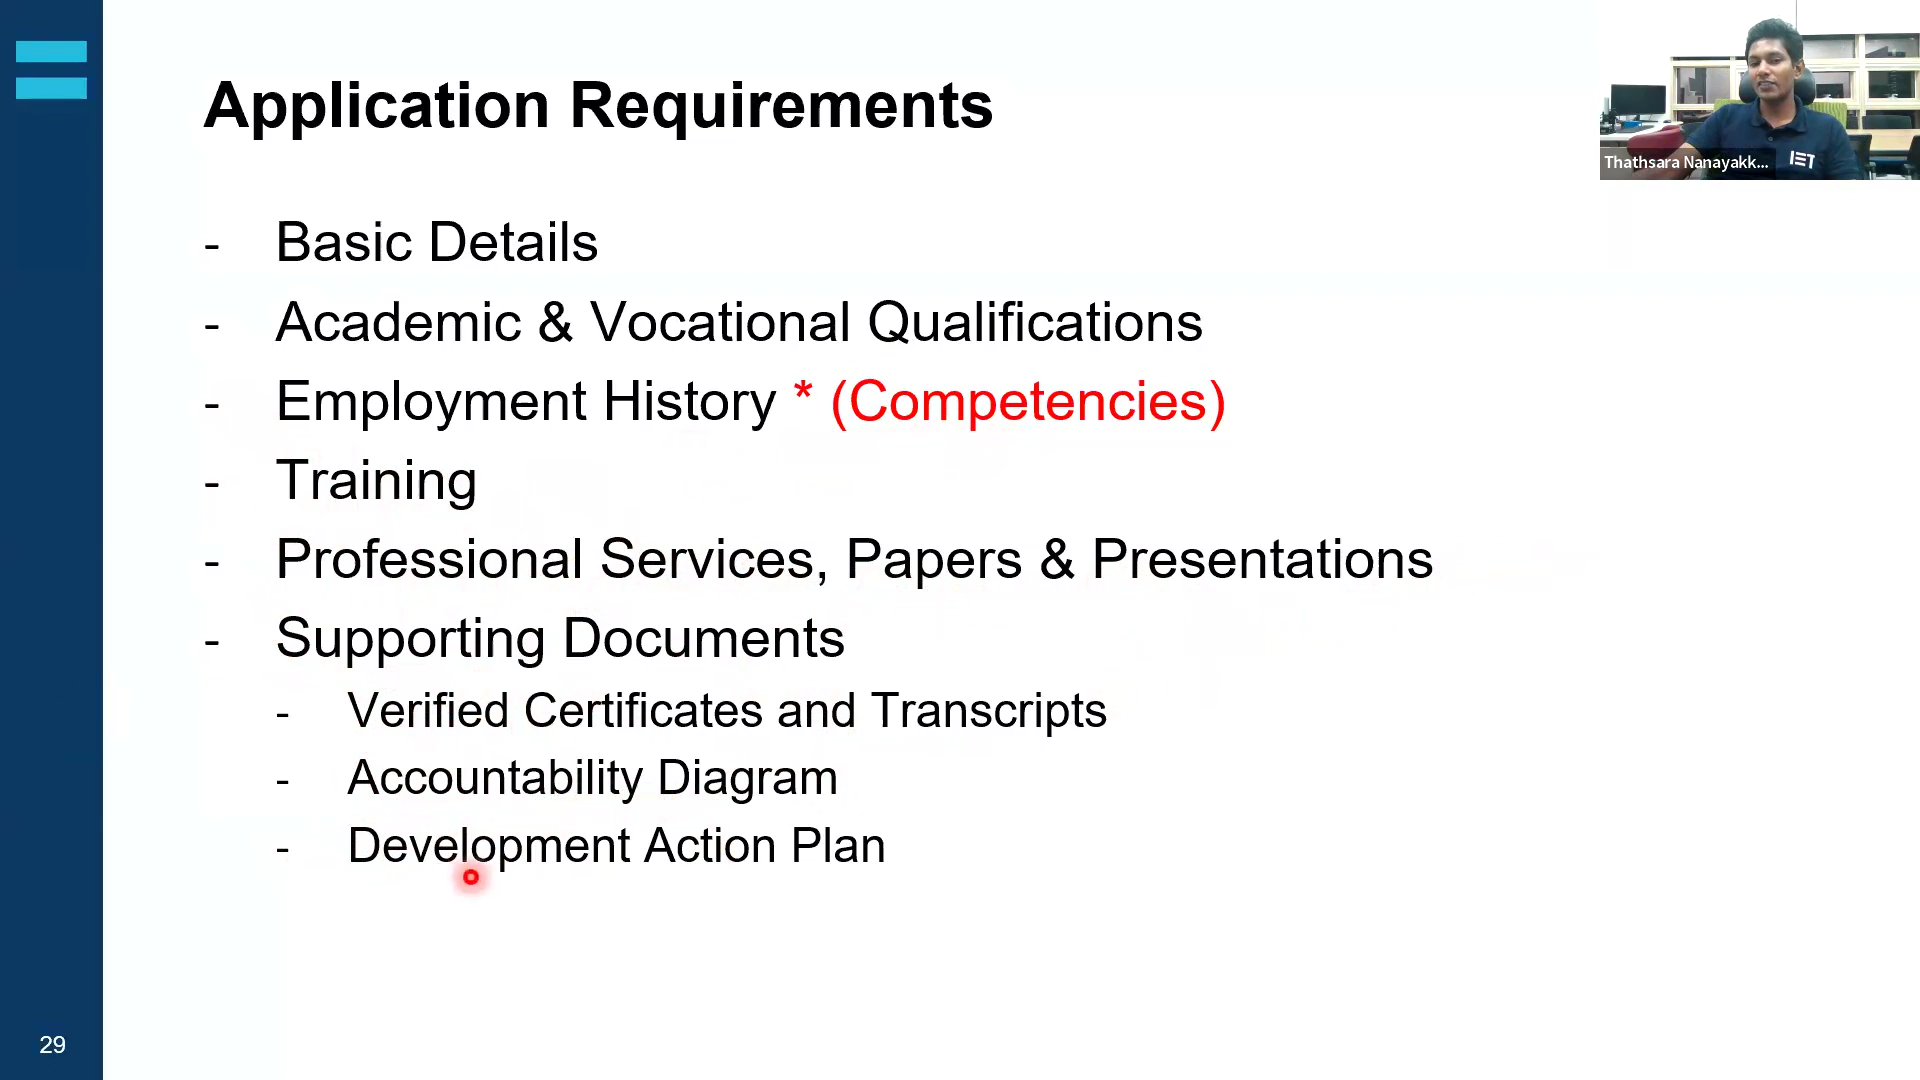 Application Requirements
Thathsara Nanayakk...
IET
- Basic Details
- Academic & Vocational Qualifications
- Employment History * (Competencies)
- Training
- Professional Services, Papers & Presentations
- Supporting Documents
- Verified Certificates and Transcripts
- Accountability Diagram
- Development Action Plan
29